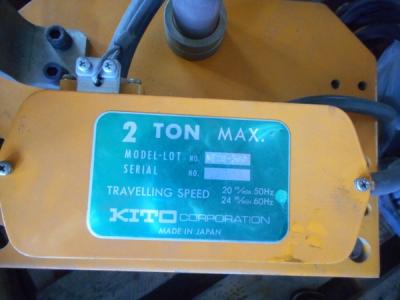 2 TON MAX.
MODEL-LOT NO.
SERIAL NO.
TRAVELLING SPEED 20 m/min 50Hz
24 m/min 60Hz
KITO CORPORATION
MADE IN JAPAN